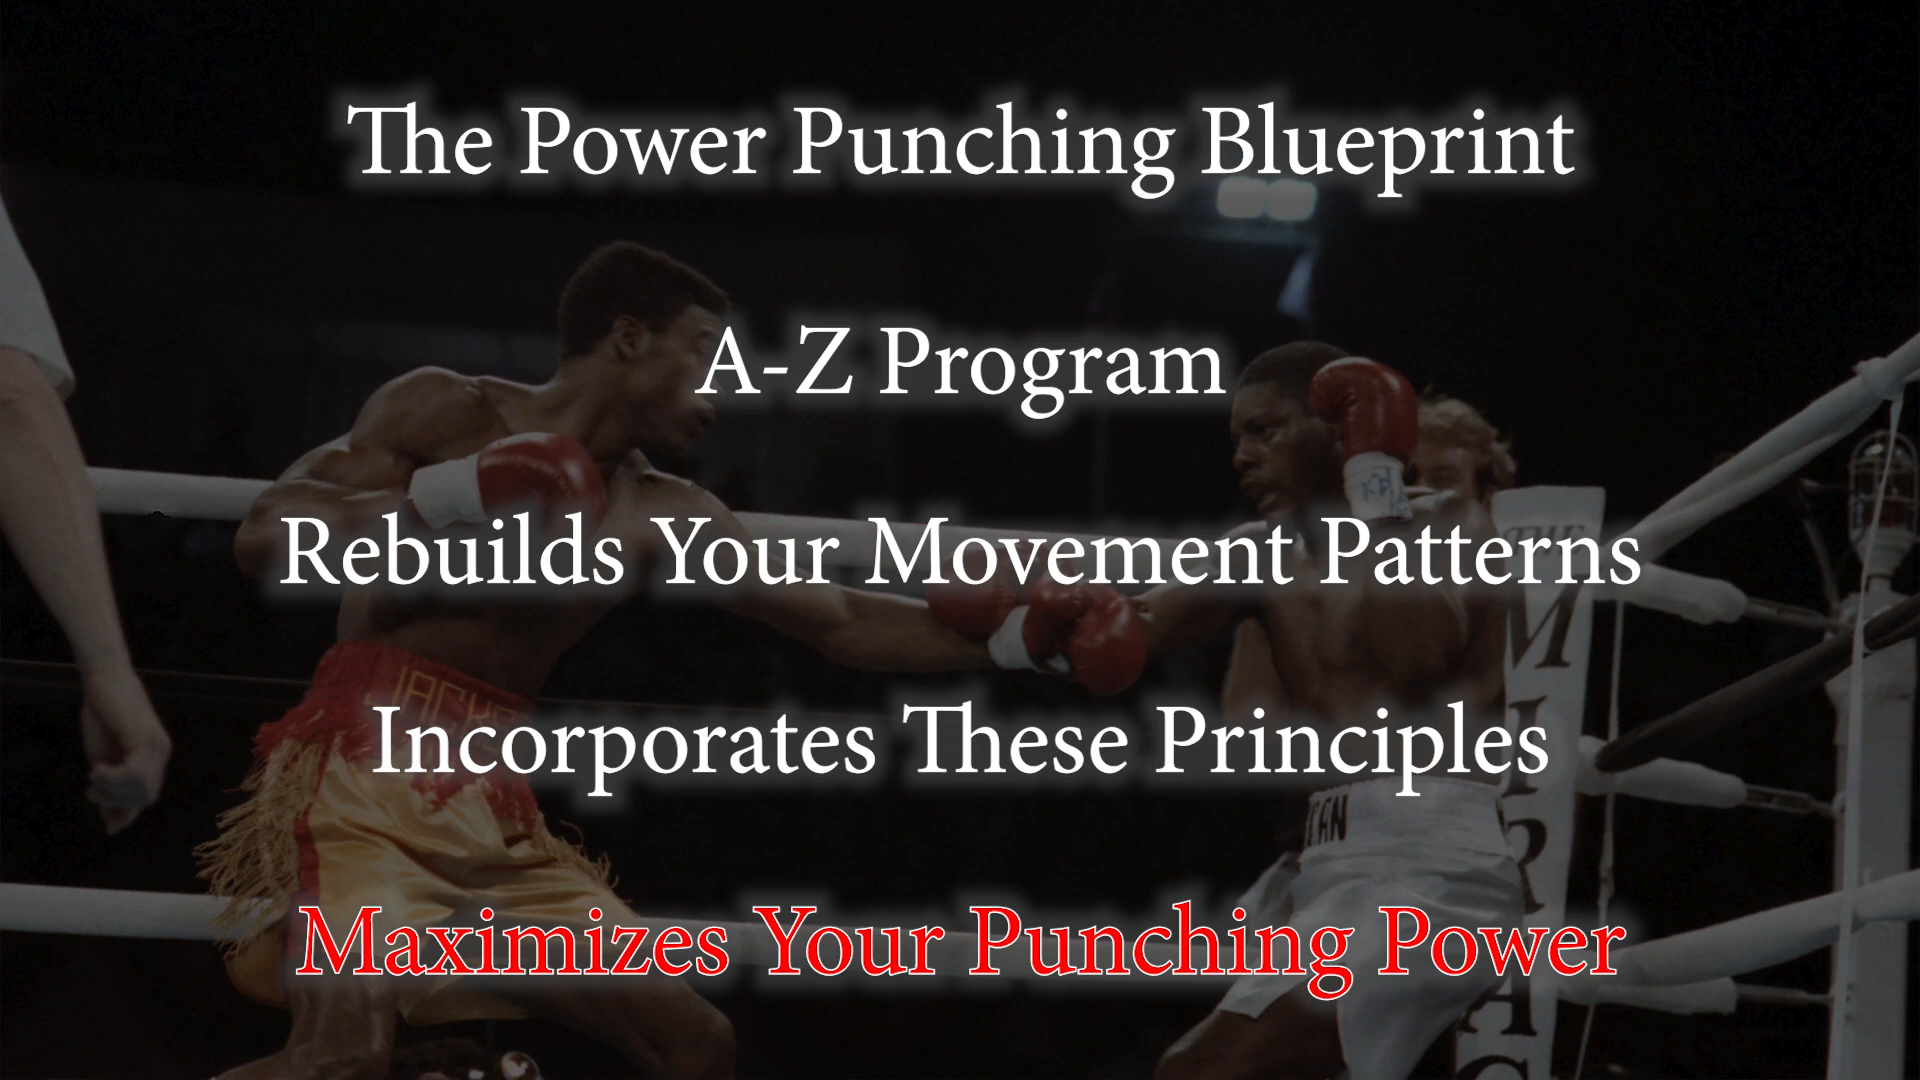 The Power Punching Blueprint
A-Z Program
Rebuilds Your Movement Patterns
Incorporates These Principles
Maximizes Your Punching Power